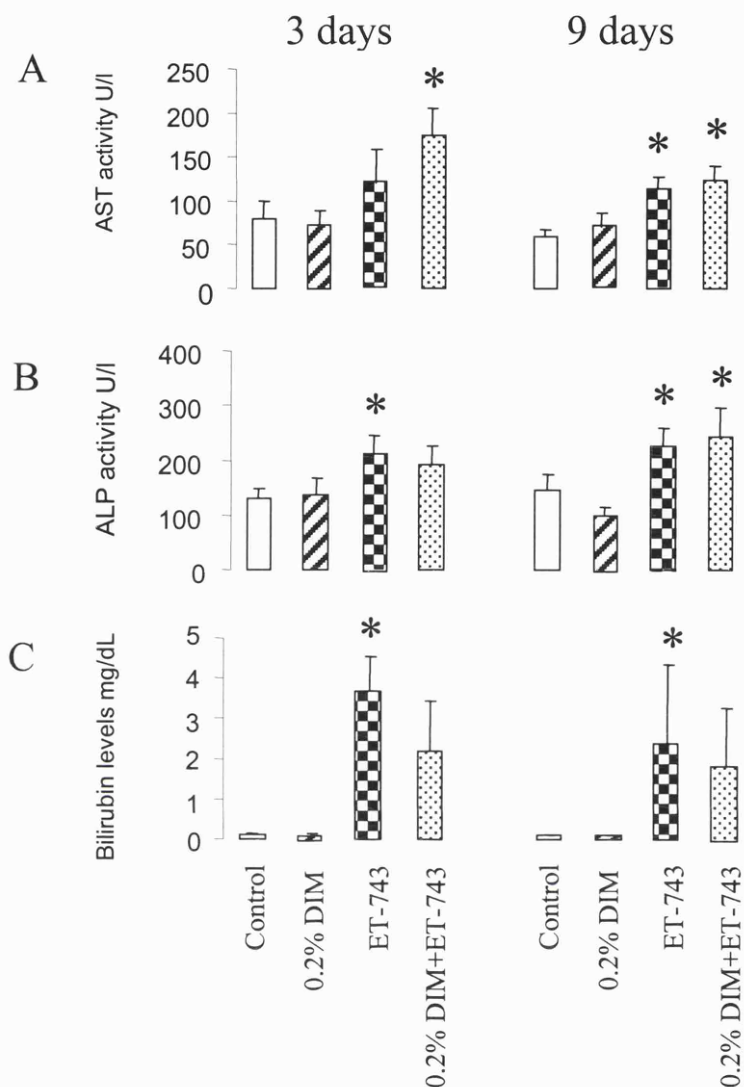 3 days 9 days
A
AST activity U/l
250
200
150
100
50
0
*
* *
B
ALP activity U/l
400
300
200
100
0
*
* *
C
Bilirubin levels mg/dL
5
4
3
2
1
0
*
*
Control
0.2% DIM
ET-743
0.2% DIM+ET-743
Control
0.2% DIM
ET-743
0.2% DIM+ET-743